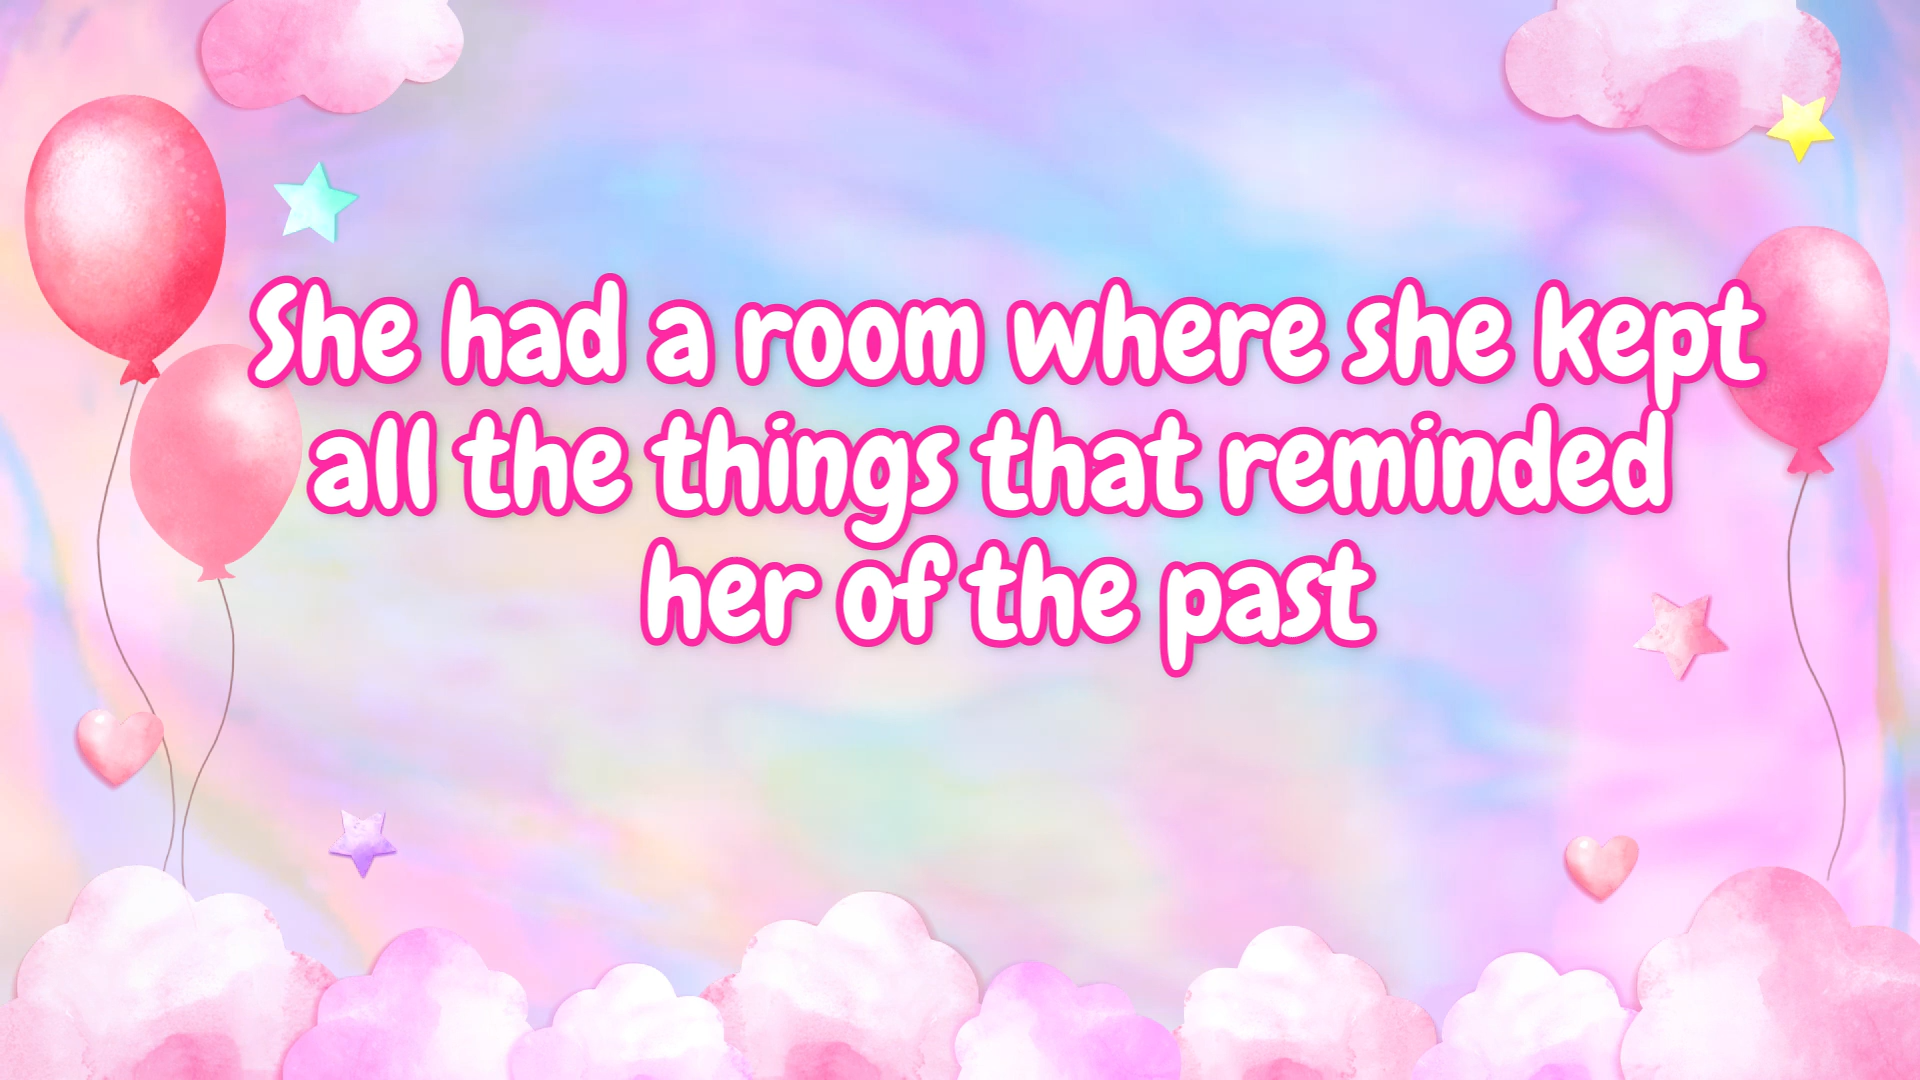 She had a room where she kept
all the things that reminded
her of the past